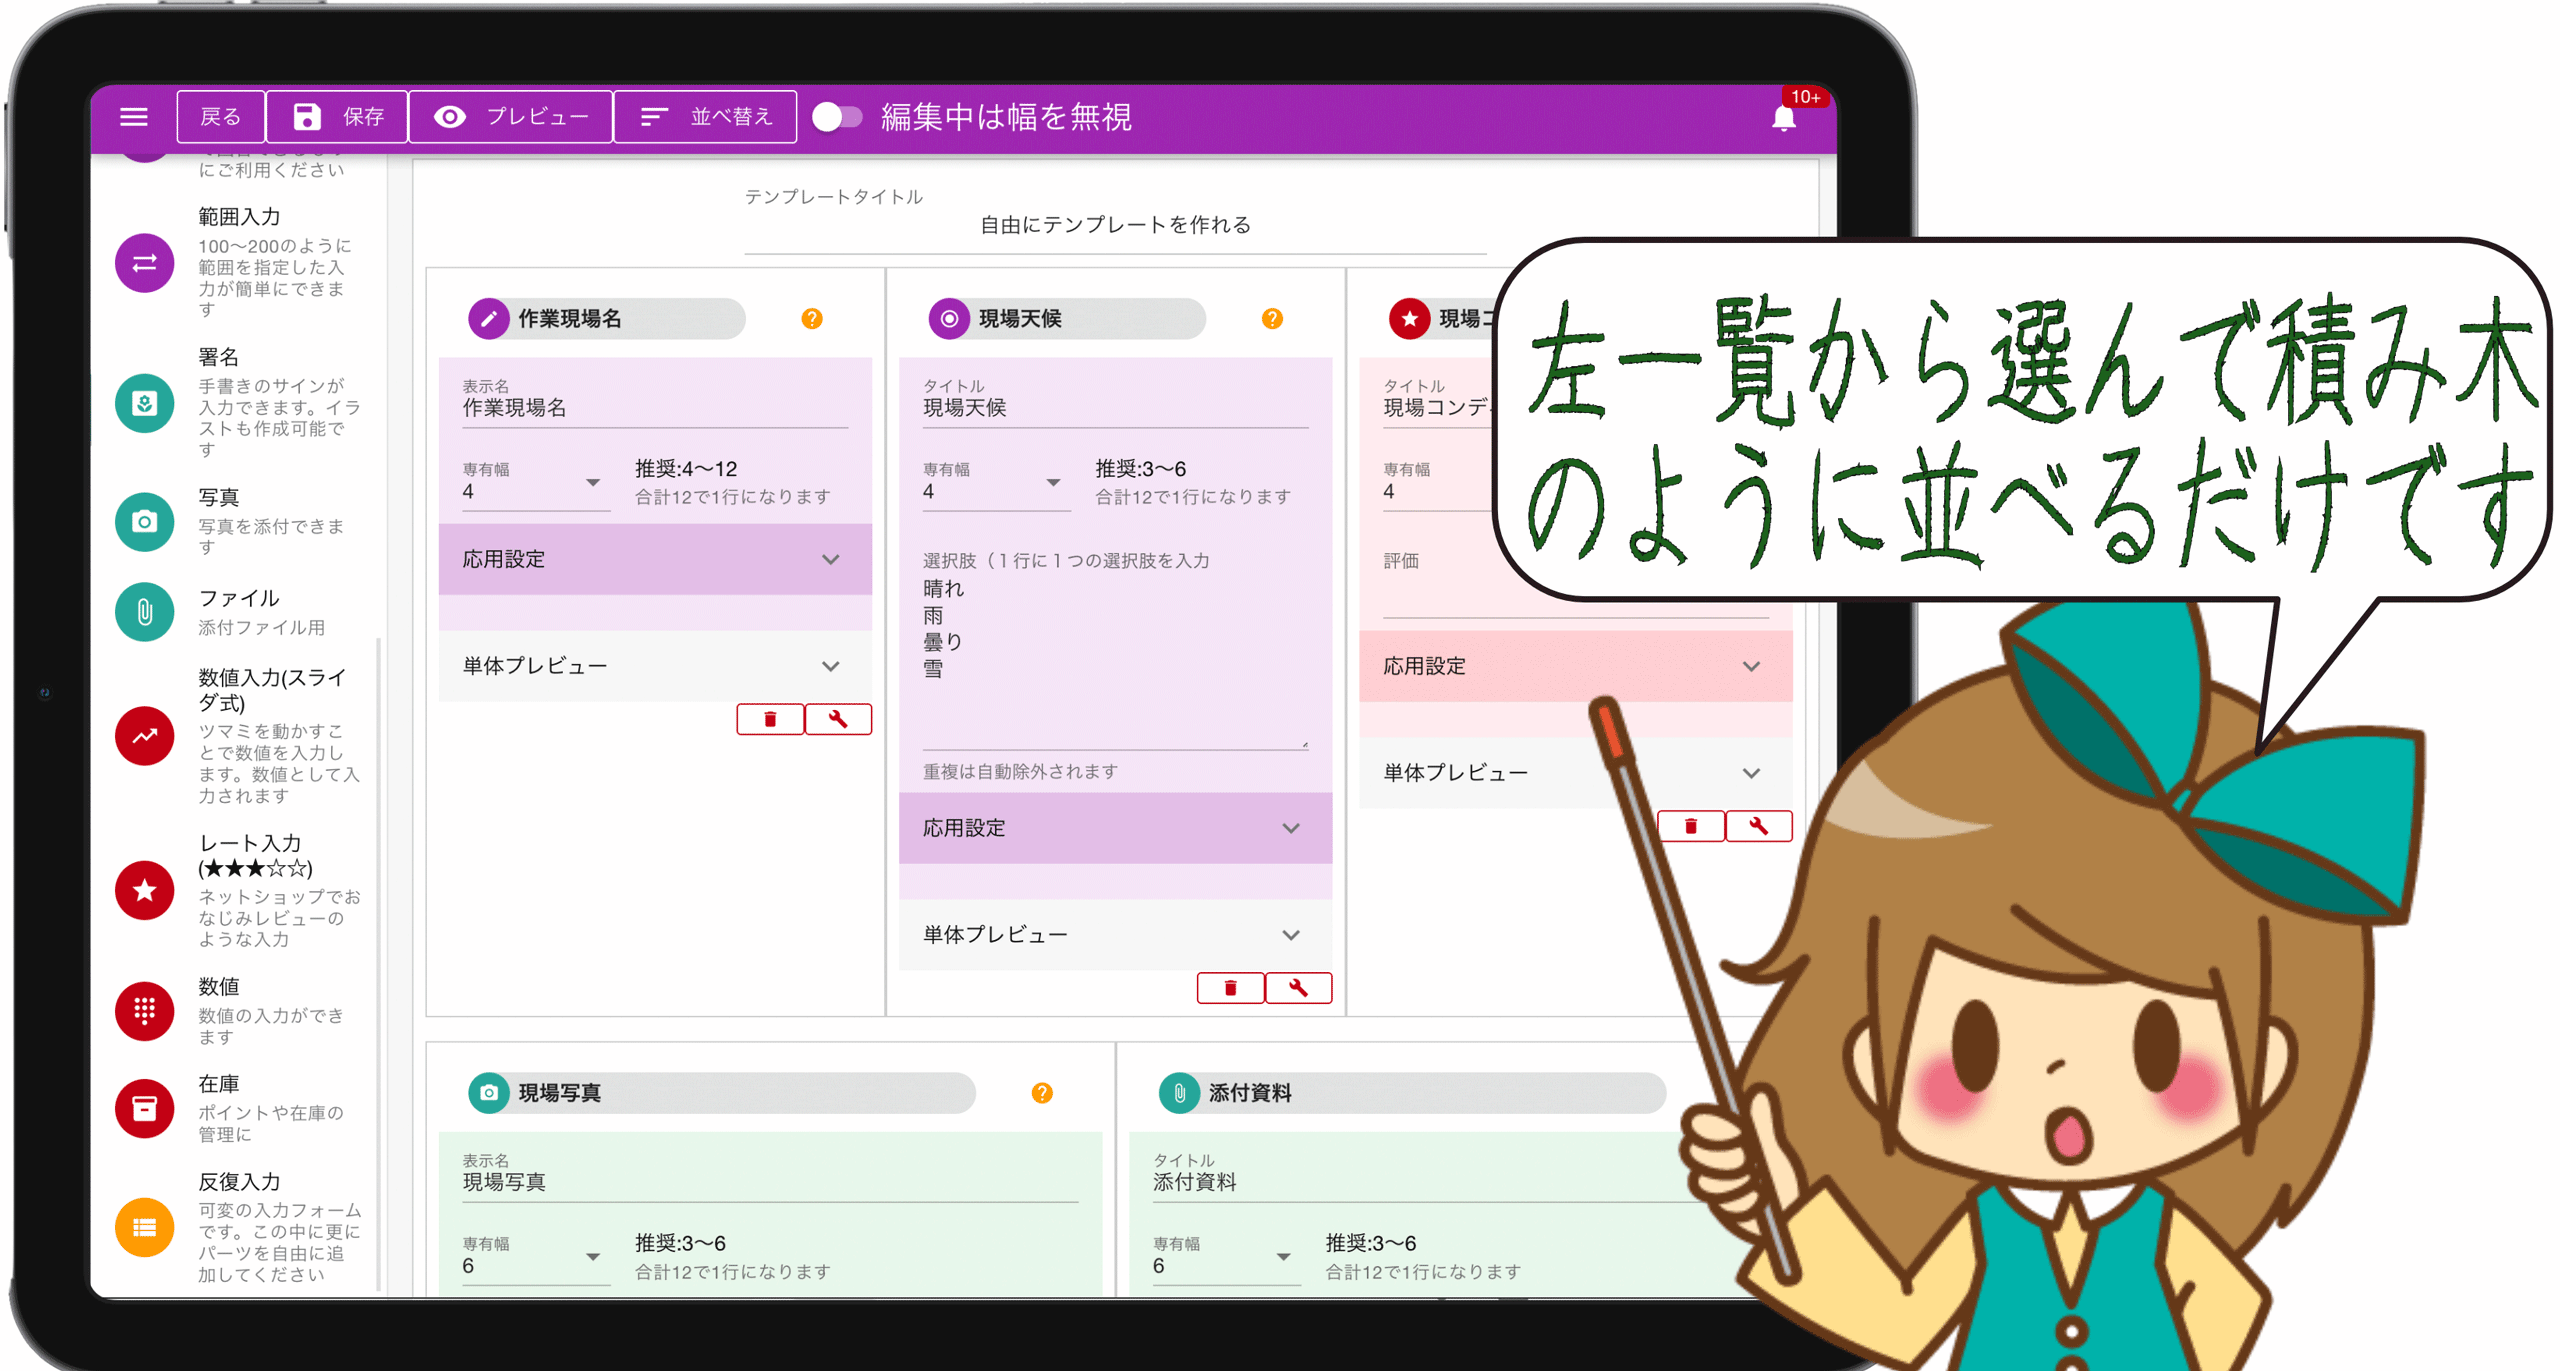 戻る 保存 プレビュー 並べ替え 編集中は幅を無視 10+
にご利用ください
範囲入力
100〜200のように
範囲を指定した入
力が簡単にできま
す
署名
手書きのサインが
入力できます。イラ
ストも作成可能で
す
写真
写真を添付できま
す
ファイル
添付ファイル用
数値入力(スライ
ダ式)
ツマミを動かすこ
とで数値を入力し
ます。数値として入
力されます
レート入力
(★★★☆☆)
ネットショップでお
なじみレビューの
ような入力
数値
数値の入力ができ
ます
在庫
ポイントや在庫の
管理に
反復入力
可変の入力フォーム
です。この中に更に
パーツを自由に追
加してください
テンプレートタイトル
自由にテンプレートを作れる
作業現場名
表示名
作業現場名
専有幅
4
推奨:4〜12
合計12で1行になります
応用設定
単体プレビュー
現場天候
タイトル
現場天候
専有幅
4
推奨:3〜6
合計12で1行になります
選択肢（１行に１つの選択肢を入力
晴れ
雨
曇り
雪
重複は自動除外されます
応用設定
単体プレビュー
現場コ
タイトル
現場コンデ
専有幅
4
評価
応用設定
単体プレビュー
現場写真
表示名
現場写真
専有幅
6
推奨:3〜6
合計12で1行になります
添付資料
タイトル
添付資料
専有幅
6
推奨:3〜6
合計12で1行になります
左一覧から選んで積み木
のように並べるだけです